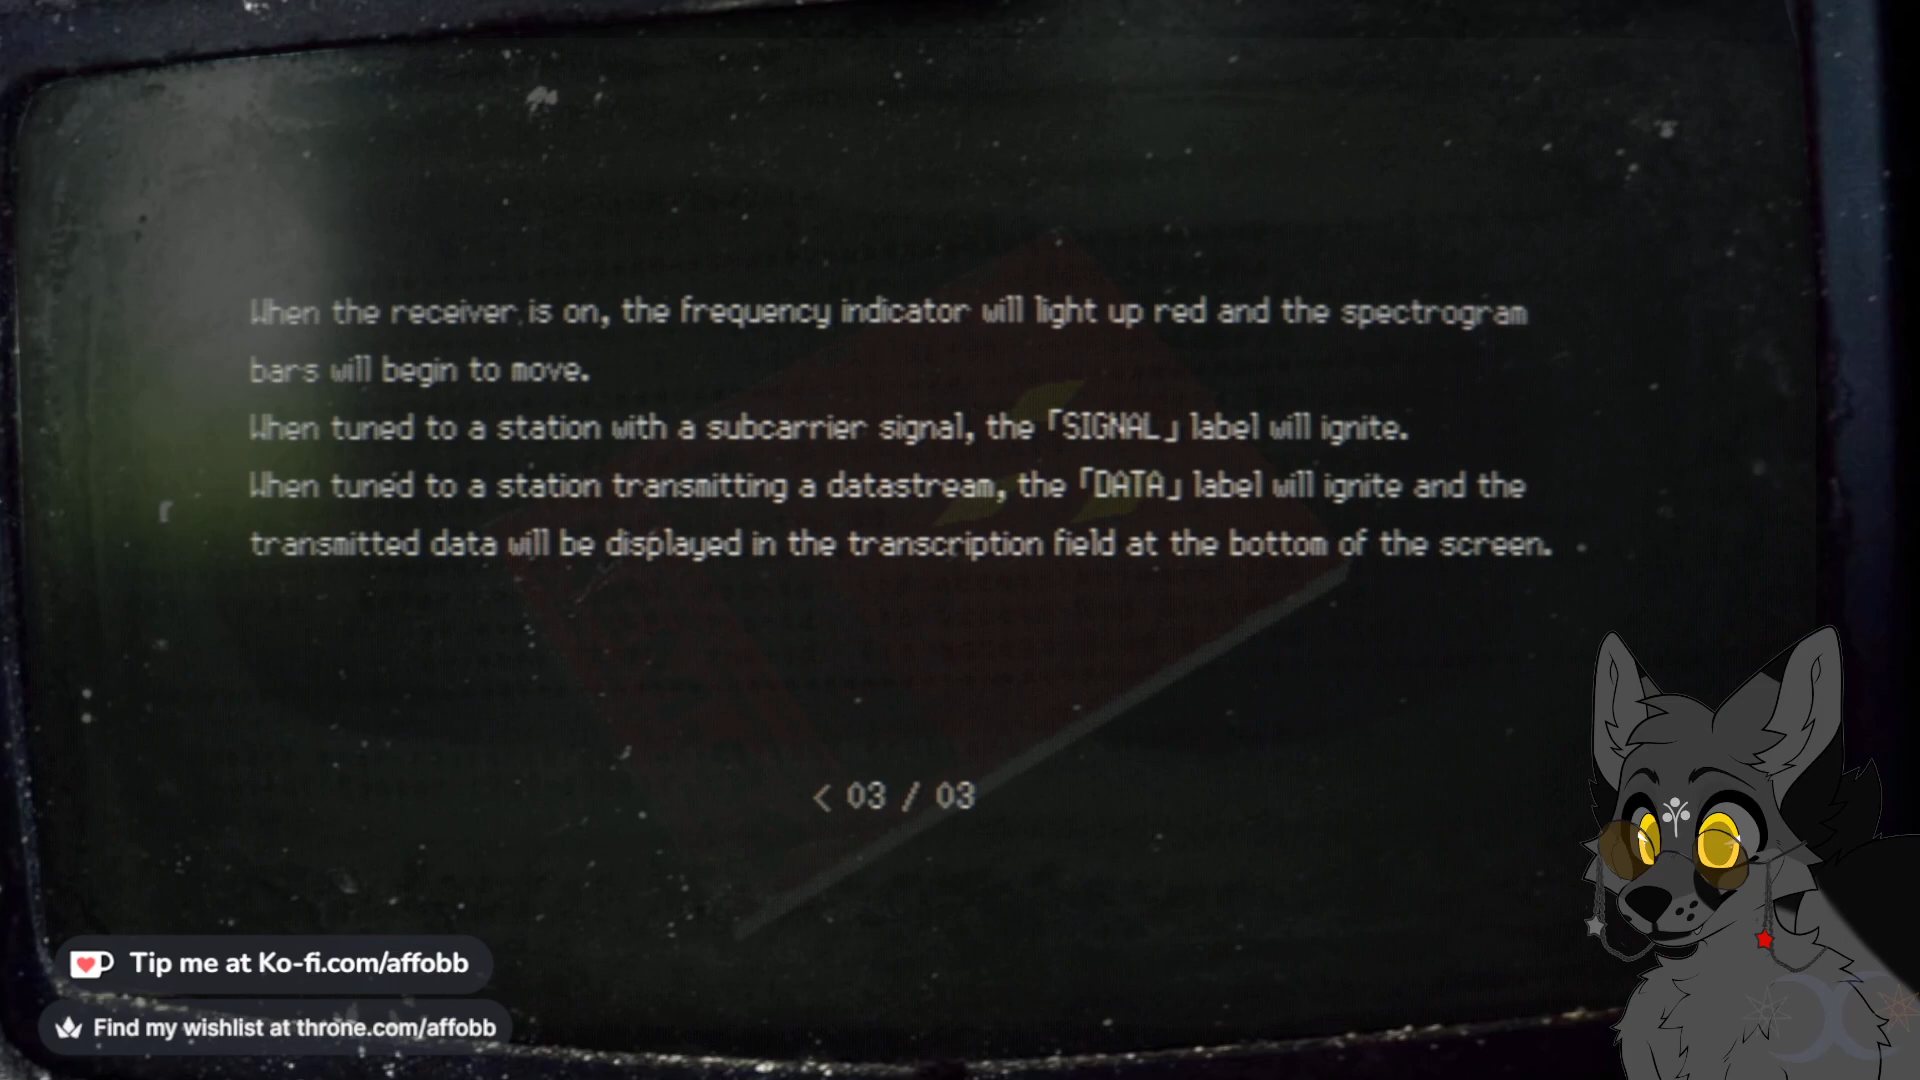 When the receiver is on, the frequency indicator will light up red and the spectrogram
bars will begin to move.
When tuned to a station with a subcarrier signal, the「SIGNAL」label will ignite.
When tuned to a station transmitting a datastream, the「DATA」label will ignite and the
transmitted data will be displayed in the transcription field at the bottom of the screen.
< 03 / 03
Tip me at Ko-fi.com/affobb
Find my wishlist at throne.com/affobb